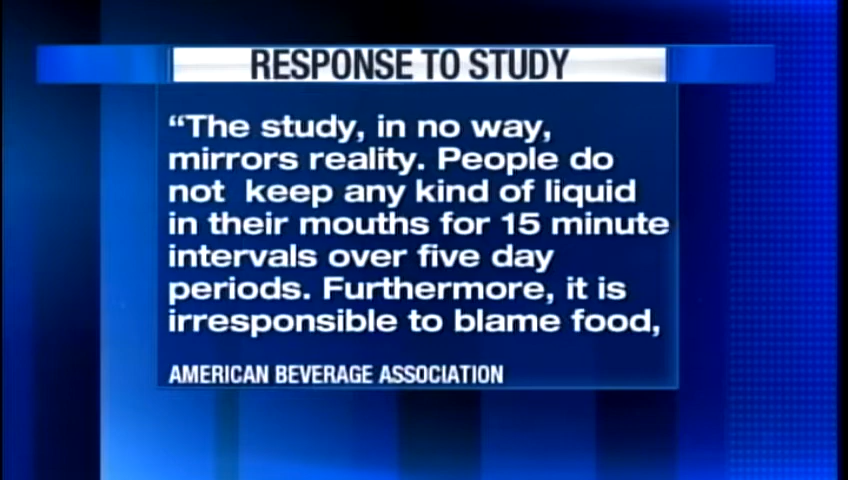 RESPONSE TO STUDY
“The study, in no way,
mirrors reality. People do
not keep any kind of liquid
in their mouths for 15 minute
intervals over five day
periods. Furthermore, it is
irresponsible to blame food,
AMERICAN BEVERAGE ASSOCIATION